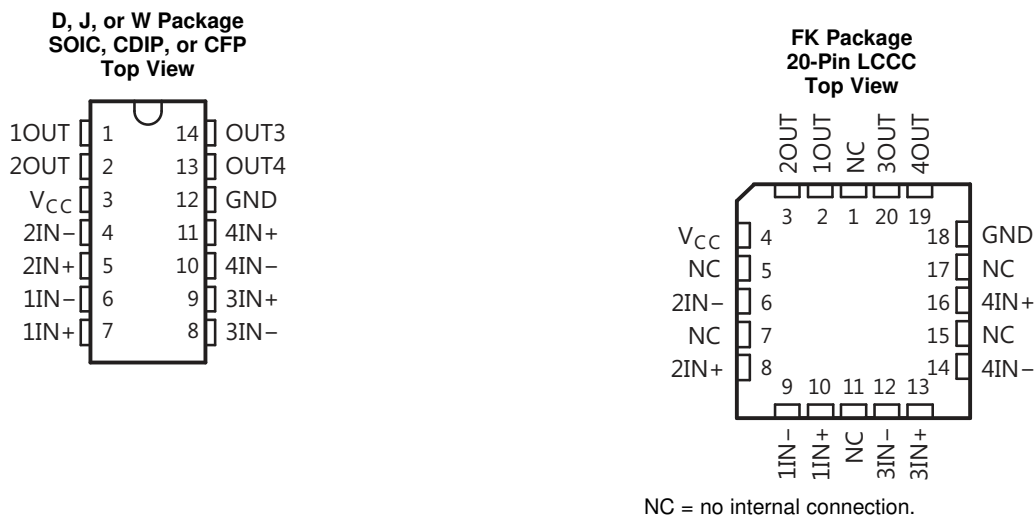 D, J, or W Package
SOIC, CDIP, or CFP
Top View
1OUT 1 14 OUT3
2OUT 2 13 OUT4
VCC 3 12 GND
2IN− 4 11 4IN+
2IN+ 5 10 4IN−
1IN− 6 9 3IN+
1IN+ 7 8 3IN−
FK Package
20-Pin LCCC
Top View
2OUT 1OUT NC 3OUT 4OUT
3 2 1 20 19
VCC 4 18 GND
NC 5 17 NC
2IN− 6 16 4IN+
NC 7 15 NC
2IN+ 8 14 4IN−
9 10 11 12 13
1IN− 1IN+ NC 3IN− 3IN+
NC = no internal connection.